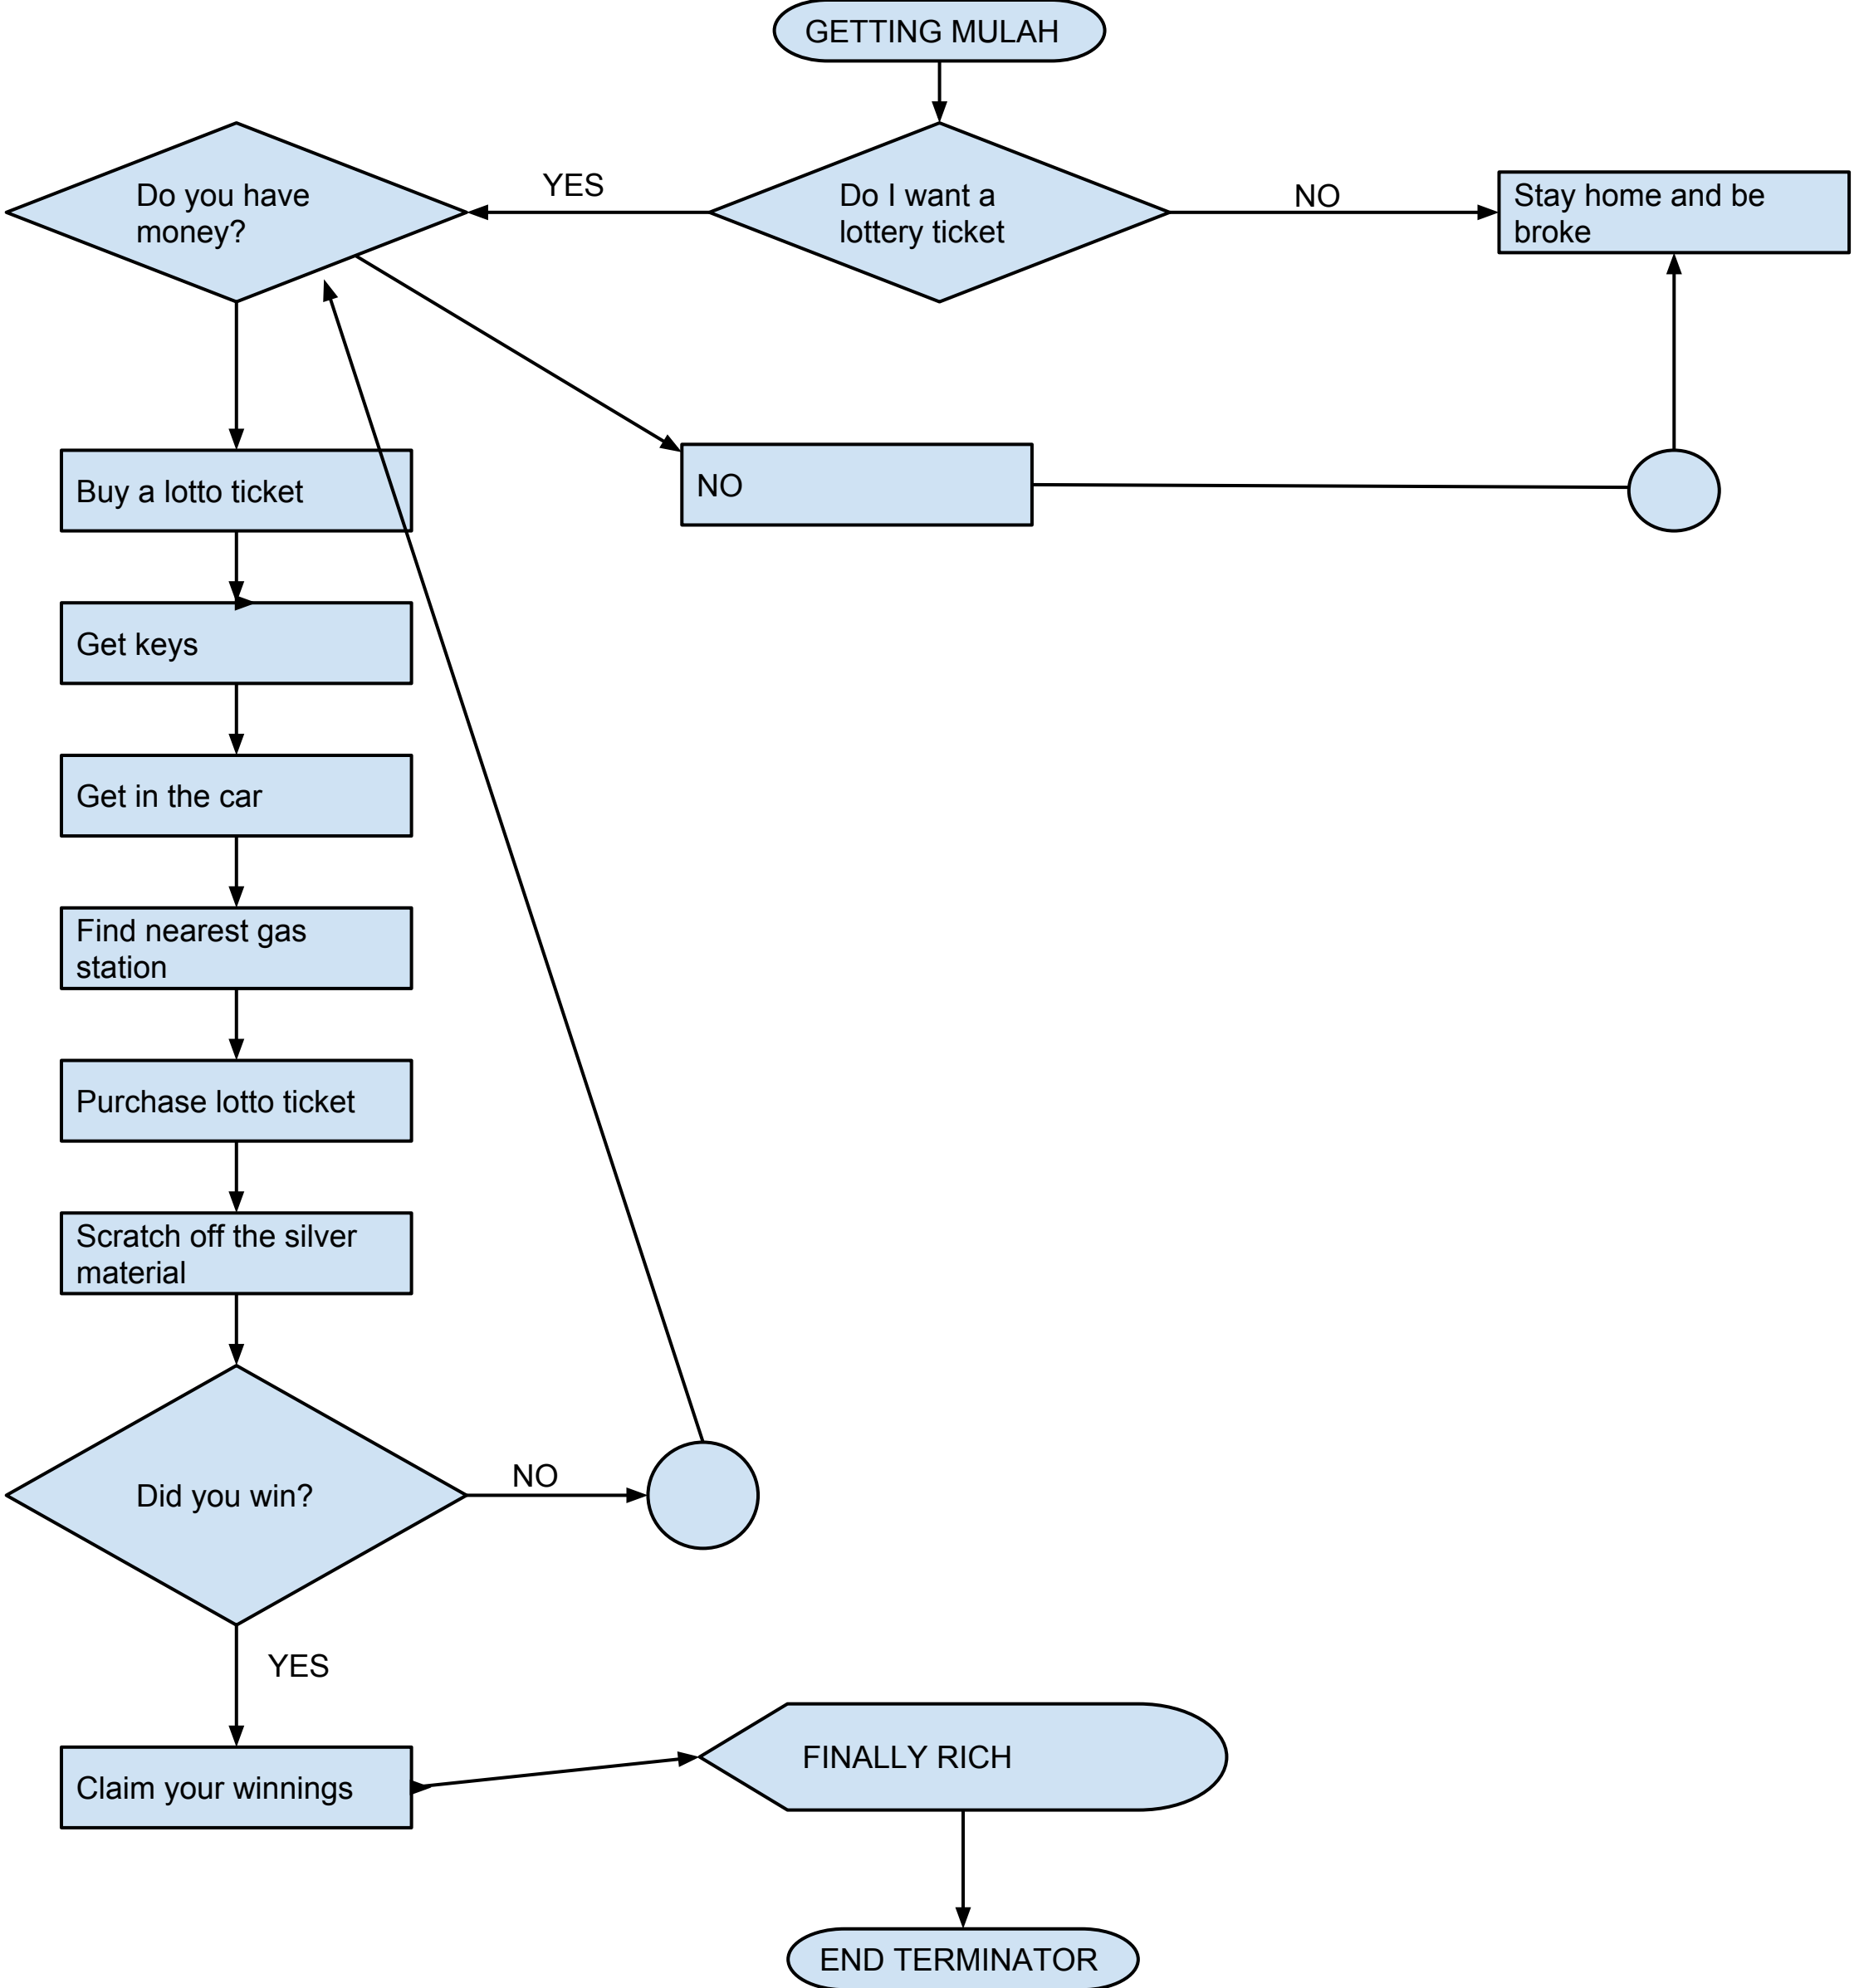 GETTING MULAH
Do you have
money?
YES
Do I want a
lottery ticket
NO
Stay home and be
broke
Buy a lotto ticket
NO
Get keys
Get in the car
Find nearest gas
station
Purchase lotto ticket
Scratch off the silver
material
Did you win?
NO
YES
Claim your winnings
FINALLY RICH
END TERMINATOR